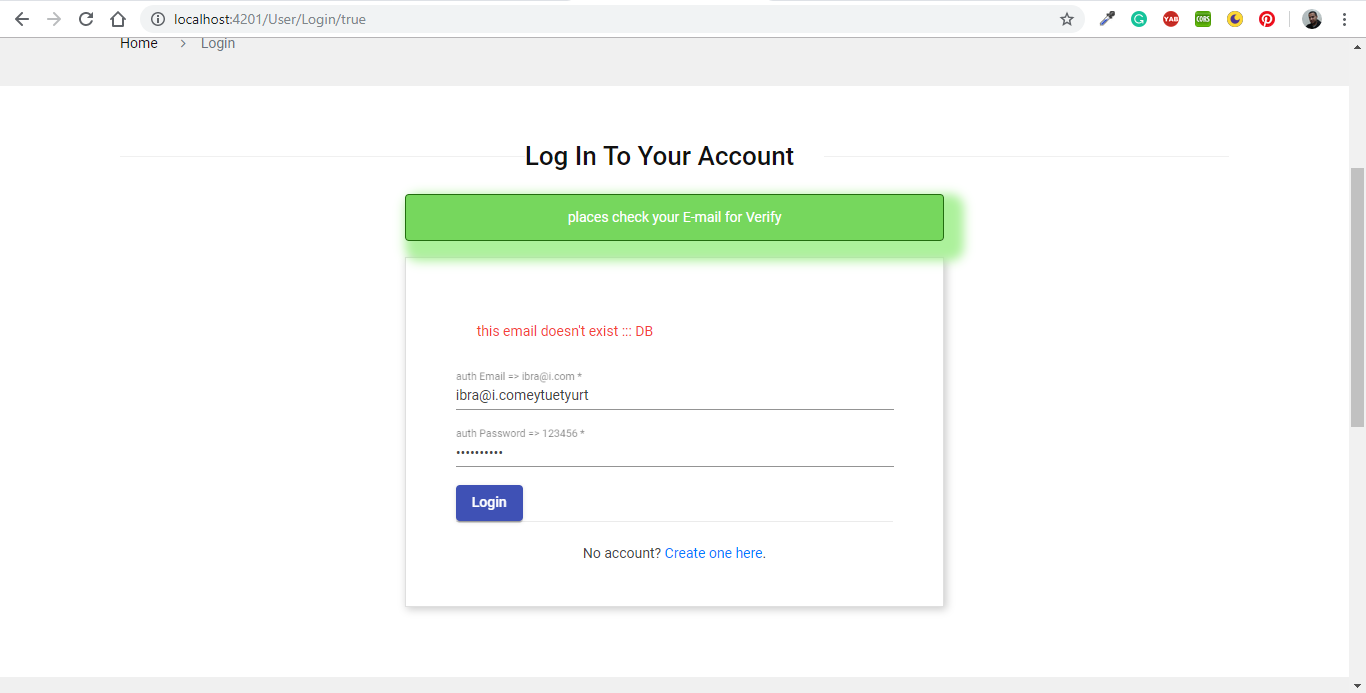 localhost:4201/User/Login/true
YAB
CORS
Home > Login
Log In To Your Account
places check your E-mail for Verify
this email doesn't exist ::: DB
auth Email => ibra@i.com *
ibra@i.comeytuetyurt
auth Password => 123456 *
••••••••••
Login
No account? Create one here.